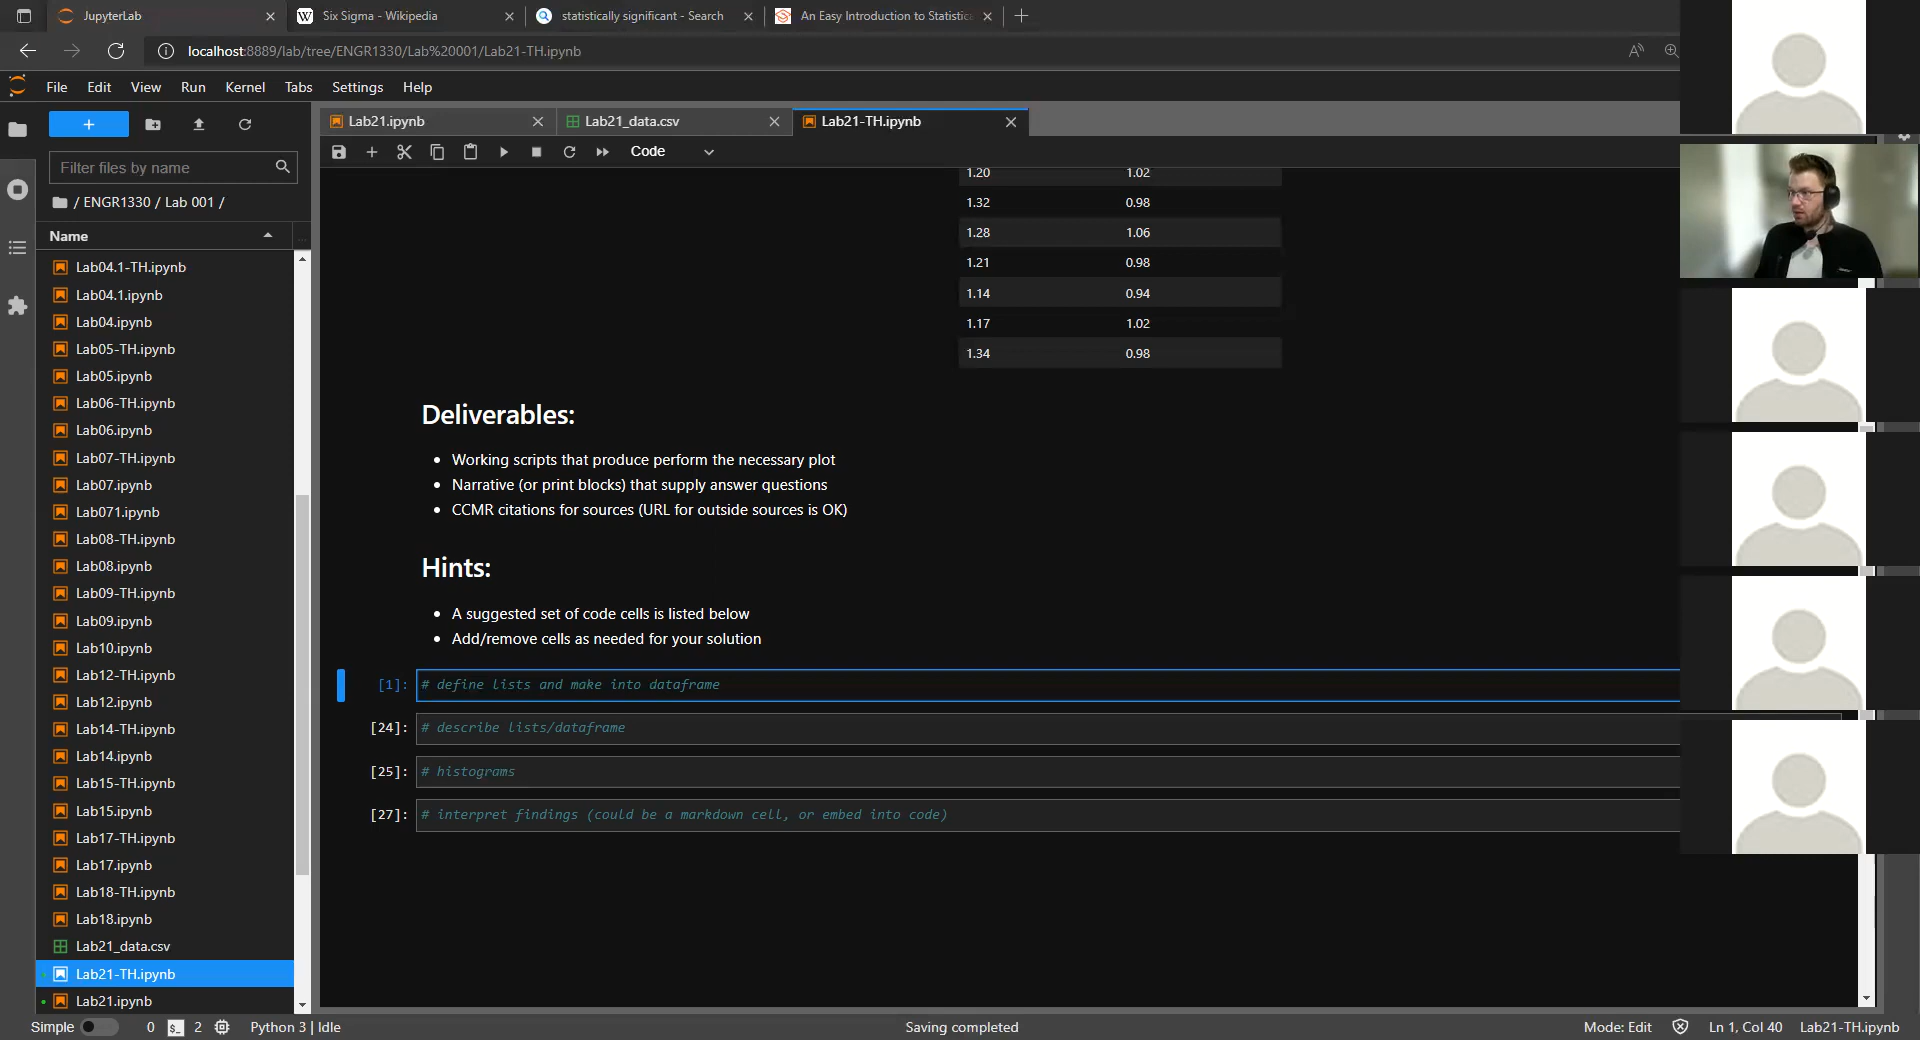 JupyterLab
Six Sigma - Wikipedia
statistically significant - Search
An Easy Introduction to Statistica
localhost:8889/lab/tree/ENGR1330/Lab%20001/Lab21-TH.ipynb
File Edit View Run Kernel Tabs Settings Help
Lab21.ipynb
Lab21_data.csv
Lab21-TH.ipynb
Code
Filter files by name
/ ENGR1330 / Lab 001 /
Name
Lab04.1-TH.ipynb
Lab04.1.ipynb
Lab04.ipynb
Lab05-TH.ipynb
Lab05.ipynb
Lab06-TH.ipynb
Lab06.ipynb
Lab07-TH.ipynb
Lab07.ipynb
Lab071.ipynb
Lab08-TH.ipynb
Lab08.ipynb
Lab09-TH.ipynb
Lab09.ipynb
Lab10.ipynb
Lab12-TH.ipynb
Lab12.ipynb
Lab14-TH.ipynb
Lab14.ipynb
Lab15-TH.ipynb
Lab15.ipynb
Lab17-TH.ipynb
Lab17.ipynb
Lab18-TH.ipynb
Lab18.ipynb
Lab21_data.csv
Lab21-TH.ipynb
Lab21.ipynb
1.20 1.02
1.32 0.98
1.28 1.06
1.21 0.98
1.14 0.94
1.17 1.02
1.34 0.98
Deliverables:
• Working scripts that produce perform the necessary plot
• Narrative (or print blocks) that supply answer questions
• CCMR citations for sources (URL for outside sources is OK)
Hints:
• A suggested set of code cells is listed below
• Add/remove cells as needed for your solution
[1]: # define lists and make into dataframe
[24]: # describe lists/dataframe
[25]: # histograms
[27]: # interpret findings (could be a markdown cell, or embed into code)
Simple 0 2 Python 3 | Idle Saving completed Mode: Edit Ln 1, Col 40 Lab21-TH.ipynb